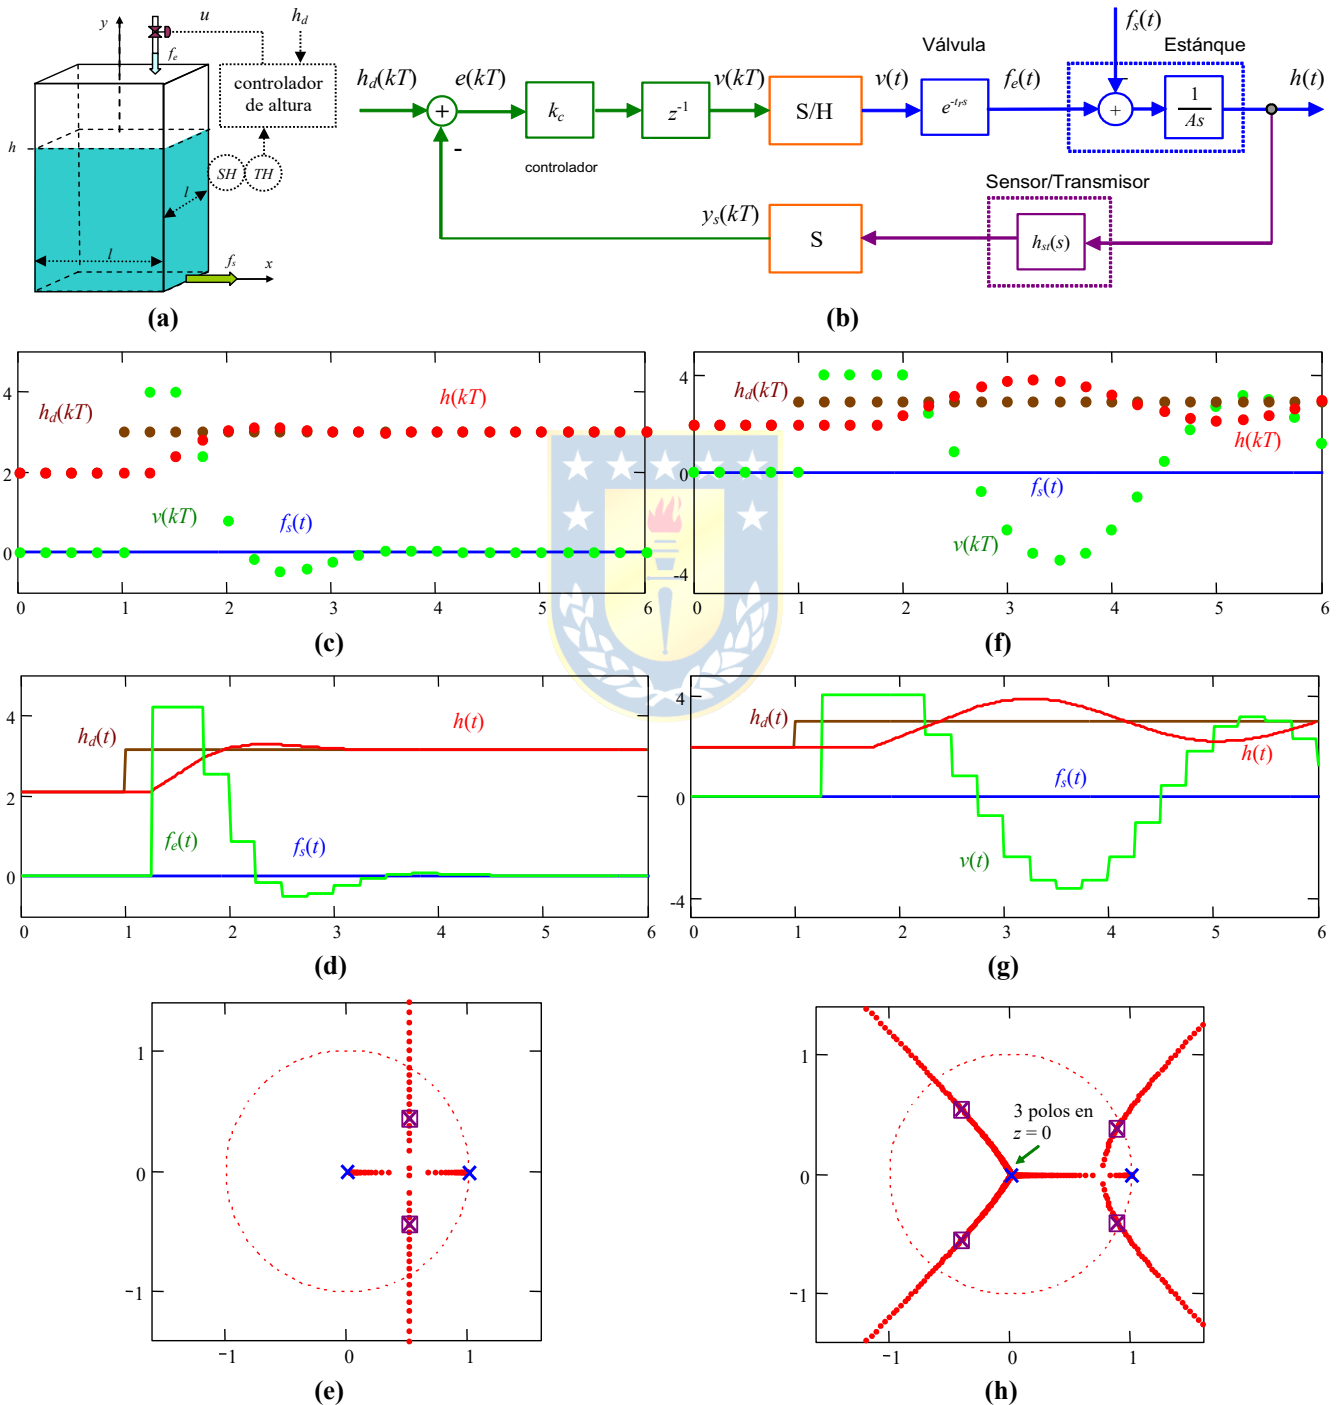 y
u
h_d
f_e
controlador
de altura
h
SH
TH
l
l
f_s
x
(a)
h_d(kT)
e(kT)
+
-
k_c
controlador
z^{-1}
v(kT)
S/H
v(t)
Válvula
e^{-t_r s}
f_e(t)
f_s(t)
-
+
Estánque
1
As
h(t)
Sensor/Transmisor
h_{st}(s)
S
y_s(kT)
(b)
4
2
0
h_d(kT)
h(kT)
v(kT)
f_s(t)
0 1 2 3 4 5 6
(c)
4
0
-4
h_d(kT)
h(kT)
f_s(t)
v(kT)
0 1 2 3 4 5 6
(f)
4
2
0
h_d(t)
h(t)
f_e(t)
f_s(t)
0 1 2 3 4 5 6
(d)
4
0
-4
h_d(t)
h(t)
f_s(t)
v(t)
0 1 2 3 4 5 6
(g)
1
0
−1
−1 0 1
(e)
1
0
−1
3 polos en
z = 0
−1 0 1
(h)